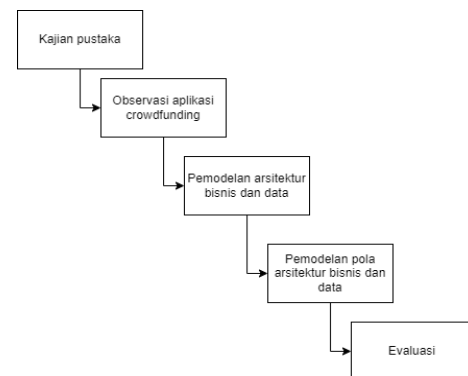 Kajian pustaka
Observasi aplikasi
crowdfunding
Pemodelan arsitektur
bisnis dan data
Pemodelan pola
arsitektur bisnis dan
data
Evaluasi